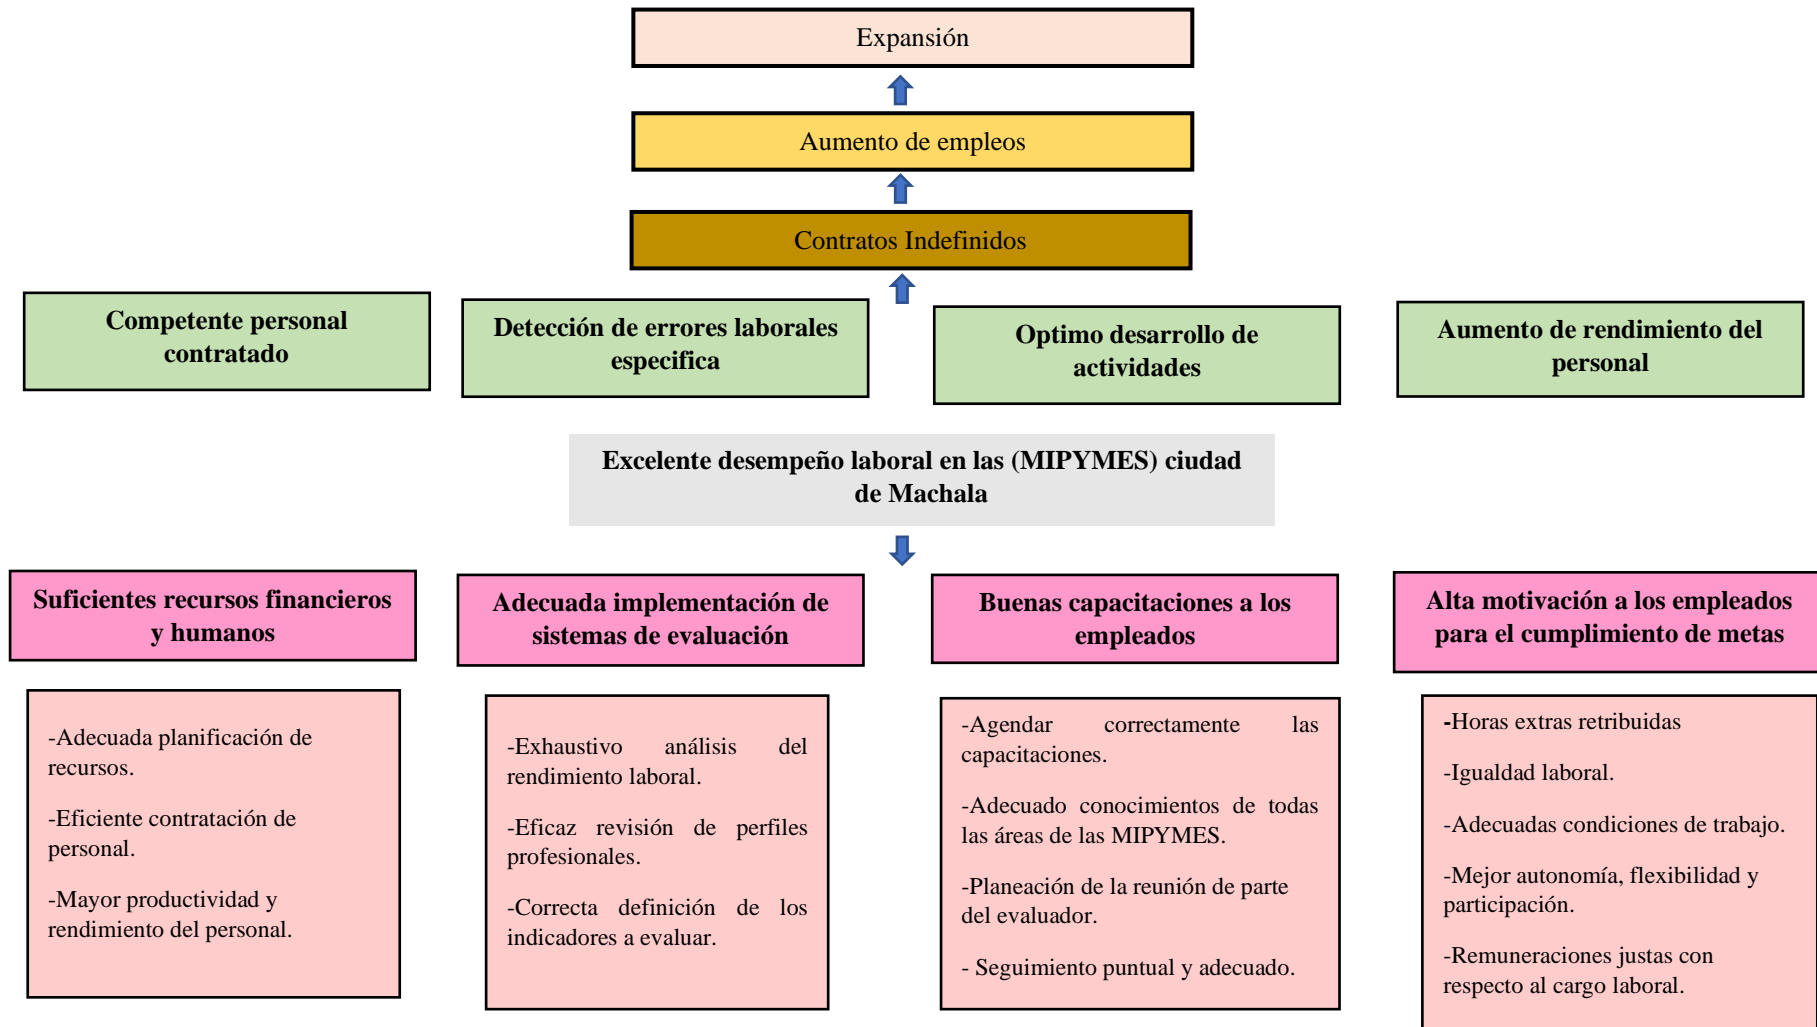 Expansión
Aumento de empleos
Contratos Indefinidos
Competente personal
contratado
Detección de errores laborales
especifica
Optimo desarrollo de
actividades
Aumento de rendimiento del
personal
Excelente desempeño laboral en las (MIPYMES) ciudad
de Machala
Suficientes recursos financieros
y humanos
Adecuada implementación de
sistemas de evaluación
Buenas capacitaciones a los
empleados
Alta motivación a los empleados
para el cumplimiento de metas
-Adecuada planificación de
recursos.
-Eficiente contratación de
personal.
-Mayor productividad y
rendimiento del personal.
-Exhaustivo análisis del
rendimiento laboral.
-Eficaz revisión de perfiles
profesionales.
-Correcta definición de los
indicadores a evaluar.
-Agendar correctamente las
capacitaciones.
-Adecuado conocimientos de todas
las áreas de las MIPYMES.
-Planeación de la reunión de parte
del evaluador.
- Seguimiento puntual y adecuado.
-Horas extras retribuidas
-Igualdad laboral.
-Adecuadas condiciones de trabajo.
-Mejor autonomía, flexibilidad y
participación.
-Remuneraciones justas con
respecto al cargo laboral.